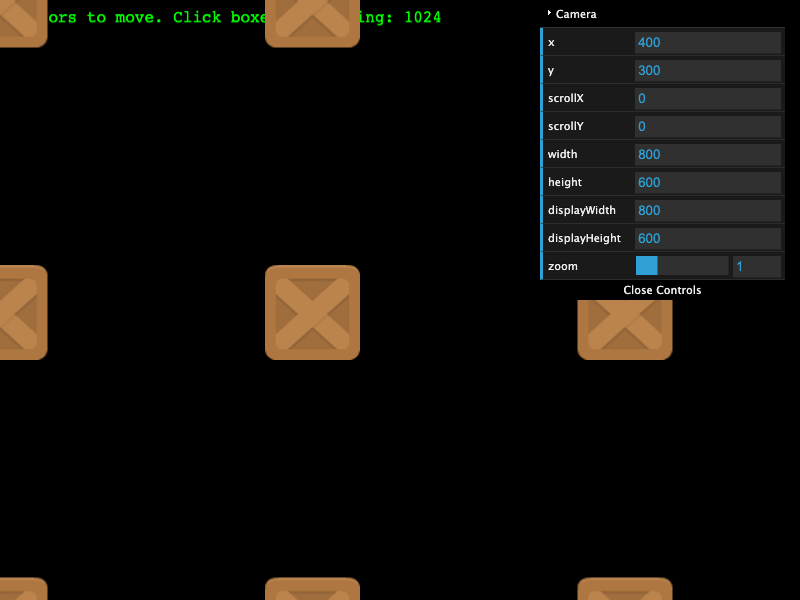 ors to move. Click boxe ing: 1024
Camera
x 400
y 300
scrollX 0
scrollY 0
width 800
height 600
displayWidth 800
displayHeight 600
zoom 1
Close Controls